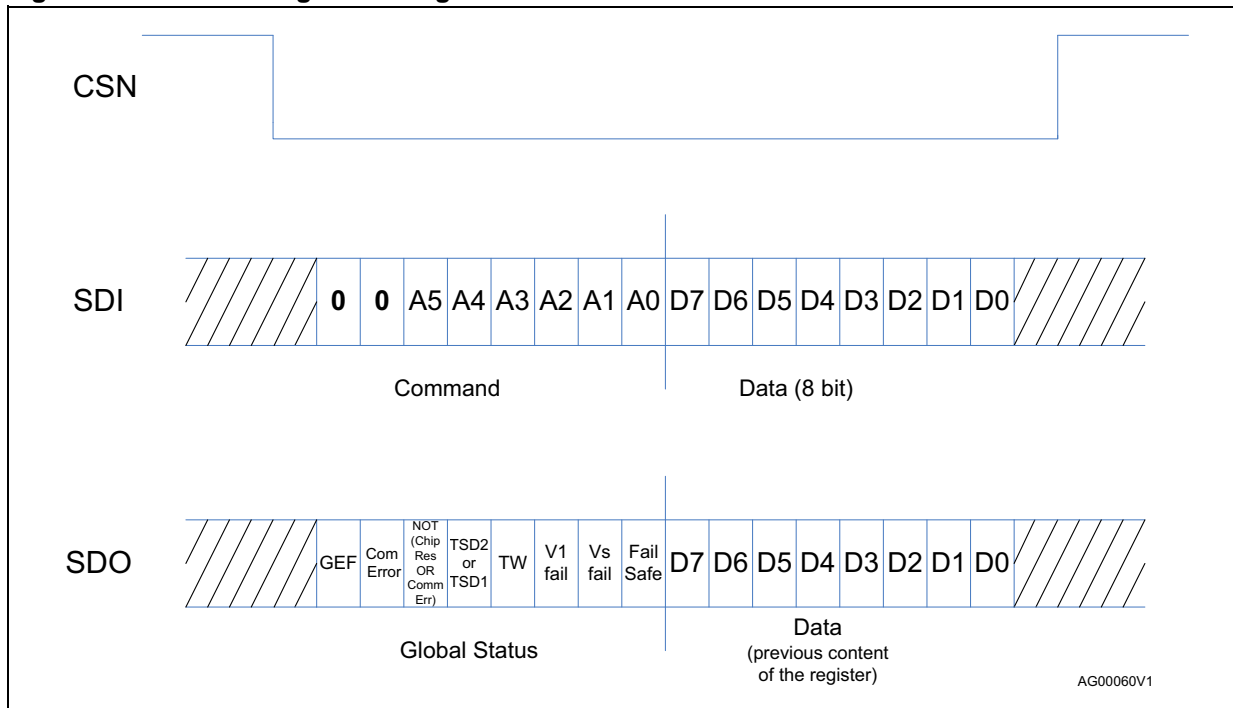 CSN
SDI
0 0 A5 A4 A3 A2 A1 A0 D7 D6 D5 D4 D3 D2 D1 D0
Command
Data (8 bit)
SDO
GEF
Com
Error
NOT
(Chip
Res
OR
Comm
Err)
TSD2
or
TSD1
TW
V1
fail
Vs
fail
Fail
Safe
D7 D6 D5 D4 D3 D2 D1 D0
Global Status
Data
(previous content
of the register)
AG00060V1